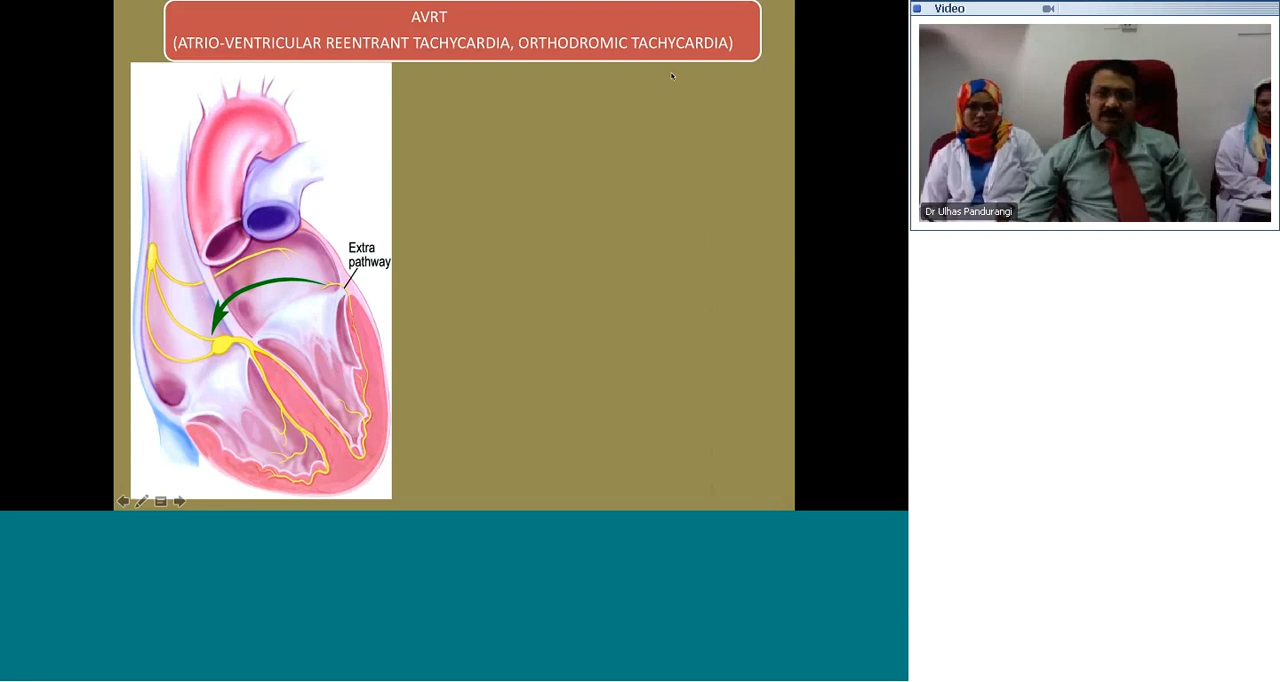 AVRT
(ATRIO-VENTRICULAR REENTRANT TACHYCARDIA, ORTHODROMIC TACHYCARDIA)
Extra
pathway
Video
Dr Ulhas Pandurangi